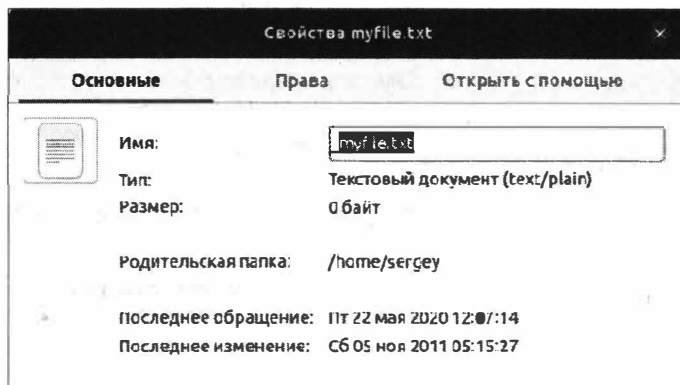 Свойства myfile.txt ×
Основные Права Открыть с помощью
Имя: myfile.txt
Тип: Текстовый документ (text/plain)
Размер: 0 байт
Родительская папка: /home/sergey
Последнее обращение: Пт 22 мая 2020 12:07:14
Последнее изменение: Сб 05 ноя 2011 05:15:27